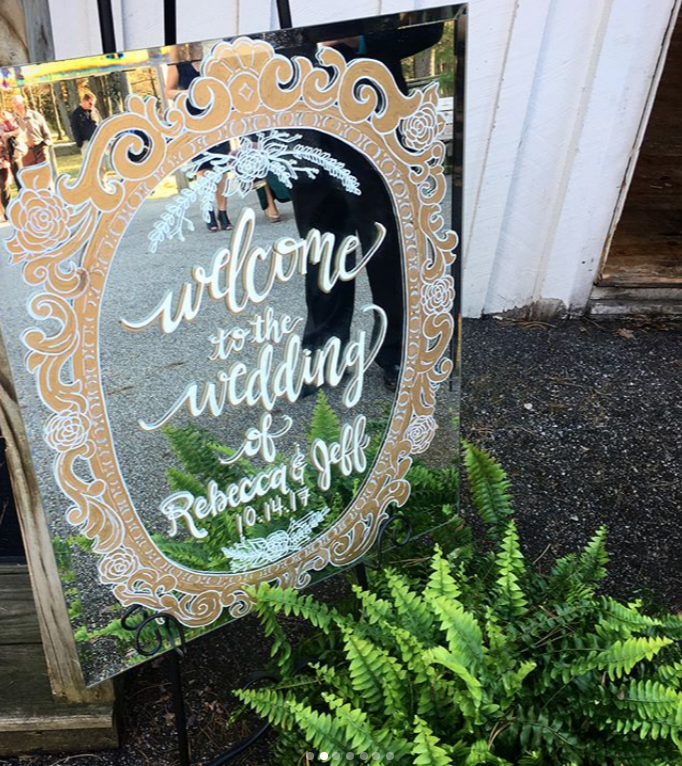 welcome
to the
wedding
of
Rebecca & Jeff
10.14.17